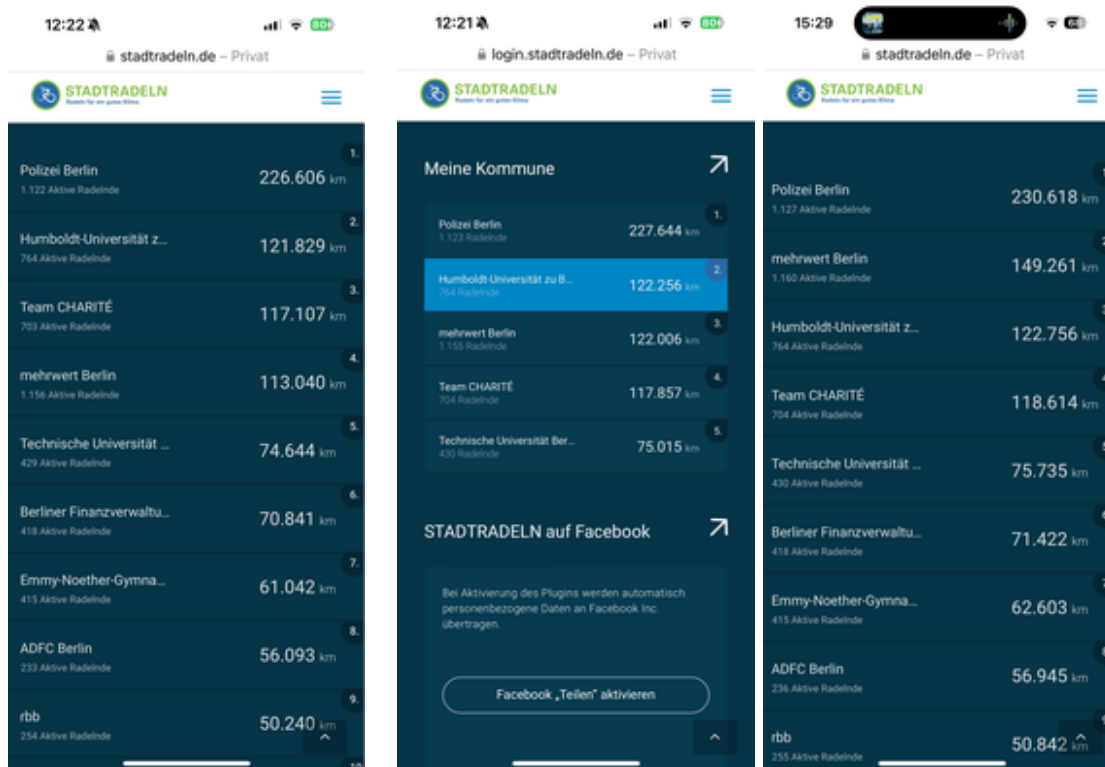 12:22
80
stadtradeln.de – Privat
STADTRADELN
Radeln für ein gutes Klima
1.
Polizei Berlin
226.606 km
1.122 Aktive Radelnde
2.
Humboldt-Universität z...
121.829 km
764 Aktive Radelnde
3.
Team CHARITÉ
117.107 km
703 Aktive Radelnde
4.
mehrwert Berlin
113.040 km
1.156 Aktive Radelnde
5.
Technische Universität ...
74.644 km
429 Aktive Radelnde
6.
Berliner Finanzverwaltu...
70.841 km
418 Aktive Radelnde
7.
Emmy-Noether-Gymna...
61.042 km
415 Aktive Radelnde
8.
ADFC Berlin
56.093 km
233 Aktive Radelnde
9.
rbb
50.240 km
254 Aktive Radelnde
10.
12:21
80
login.stadtradeln.de – Privat
STADTRADELN
Radeln für ein gutes Klima
Meine Kommune
1.
Polizei Berlin
227.644 km
1.123 Radelnde
2.
Humboldt-Universität zu B...
122.256 km
764 Radelnde
3.
mehrwert Berlin
122.006 km
1.155 Radelnde
4.
Team CHARITÉ
117.857 km
704 Radelnde
5.
Technische Universität Ber...
75.015 km
430 Radelnde
STADTRADELN auf Facebook
Bei Aktivierung des Plugins werden automatisch
personenbezogene Daten an Facebook Inc.
übertragen.
Facebook „Teilen“ aktivieren
15:29
stadtradeln.de – Privat
STADTRADELN
Radeln für ein gutes Klima
Polizei Berlin
230.618 km
1.127 Aktive Radelnde
mehrwert Berlin
149.261 km
1.160 Aktive Radelnde
Humboldt-Universität z...
122.756 km
764 Aktive Radelnde
Team CHARITÉ
118.614 km
704 Aktive Radelnde
Technische Universität ...
75.735 km
430 Aktive Radelnde
Berliner Finanzverwaltu...
71.422 km
418 Aktive Radelnde
Emmy-Noether-Gymna...
62.603 km
415 Aktive Radelnde
ADFC Berlin
56.945 km
236 Aktive Radelnde
rbb
50.842 km
255 Aktive Radelnde